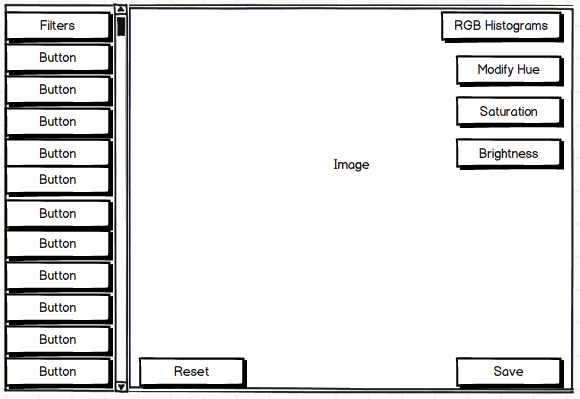 Filters
Button
Button
Button
Button
Button
Button
Button
Button
Button
Button
Button
RGB Histograms
Modify Hue
Saturation
Brightness
Image
Reset
Save